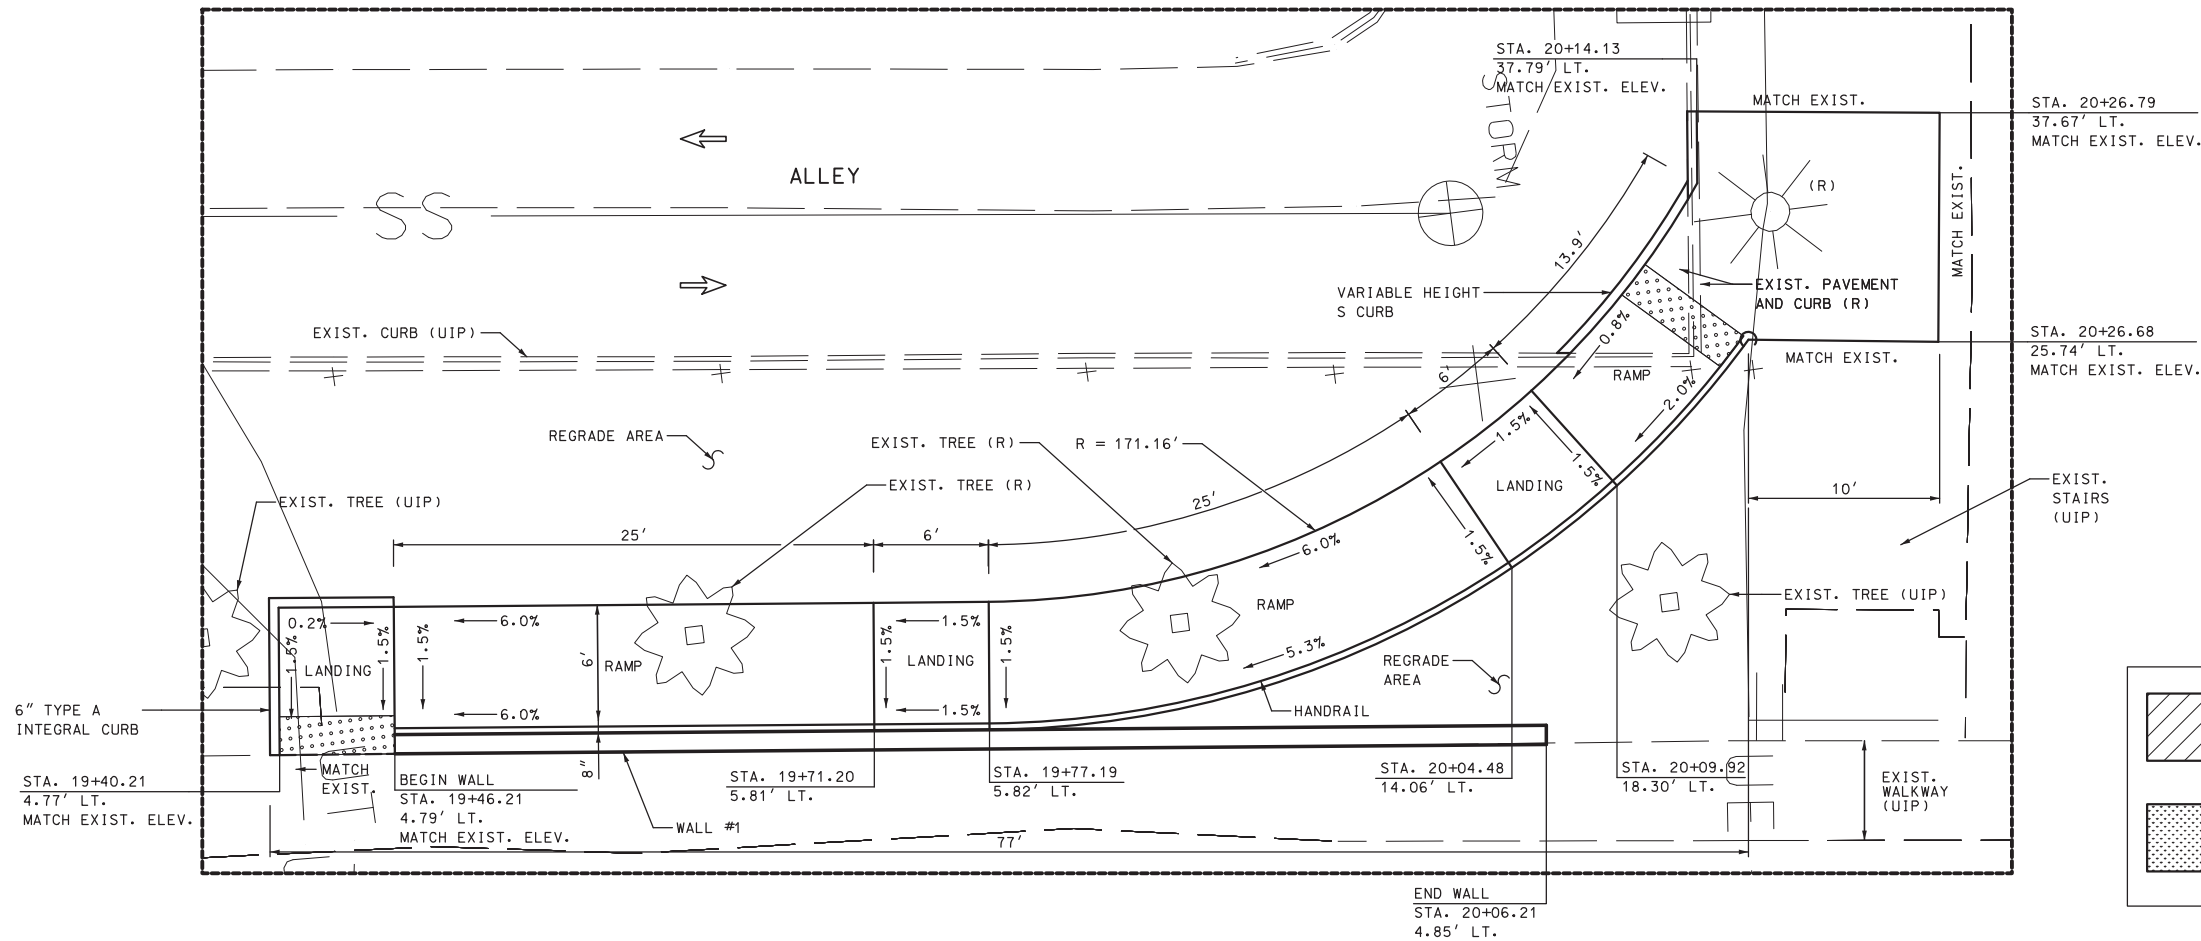 STA. 20+14.13
37.79' LT.
MATCH EXIST. ELEV.
STORM
MATCH EXIST.
STA. 20+26.79
37.67' LT.
MATCH EXIST. ELEV.
ALLEY
SS
(R)
MATCH EXIST.
13.9'
VARIABLE HEIGHT
S CURB
EXIST. PAVEMENT
AND CURB (R)
EXIST. CURB (UIP)
0.8%
STA. 20+26.68
25.74' LT.
MATCH EXIST. ELEV.
MATCH EXIST.
6'
RAMP
2.0%
REGRADE AREA
EXIST. TREE (R)
R = 171.16'
1.5%
1.5%
EXIST. TREE (R)
LANDING
10'
EXIST.
STAIRS
(UIP)
EXIST. TREE (UIP)
25'
25'
6'
6.0%
1.5%
RAMP
EXIST. TREE (UIP)
0.2%
1.5%
1.5%
1.5%
6.0%
1.5%
1.5%
1.5%
LANDING
6'
RAMP
LANDING
5.3%
REGRADE
AREA
6" TYPE A
INTEGRAL CURB
6.0%
1.5%
HANDRAIL
MATCH
EXIST.
8"
STA. 19+40.21
4.77' LT.
MATCH EXIST. ELEV.
BEGIN WALL
STA. 19+46.21
4.79' LT.
MATCH EXIST. ELEV.
STA. 19+71.20
5.81' LT.
STA. 19+77.19
5.82' LT.
STA. 20+04.48
14.06' LT.
STA. 20+09.92
18.30' LT.
EXIST.
WALKWAY
(UIP)
WALL #1
77'
END WALL
STA. 20+06.21
4.85' LT.